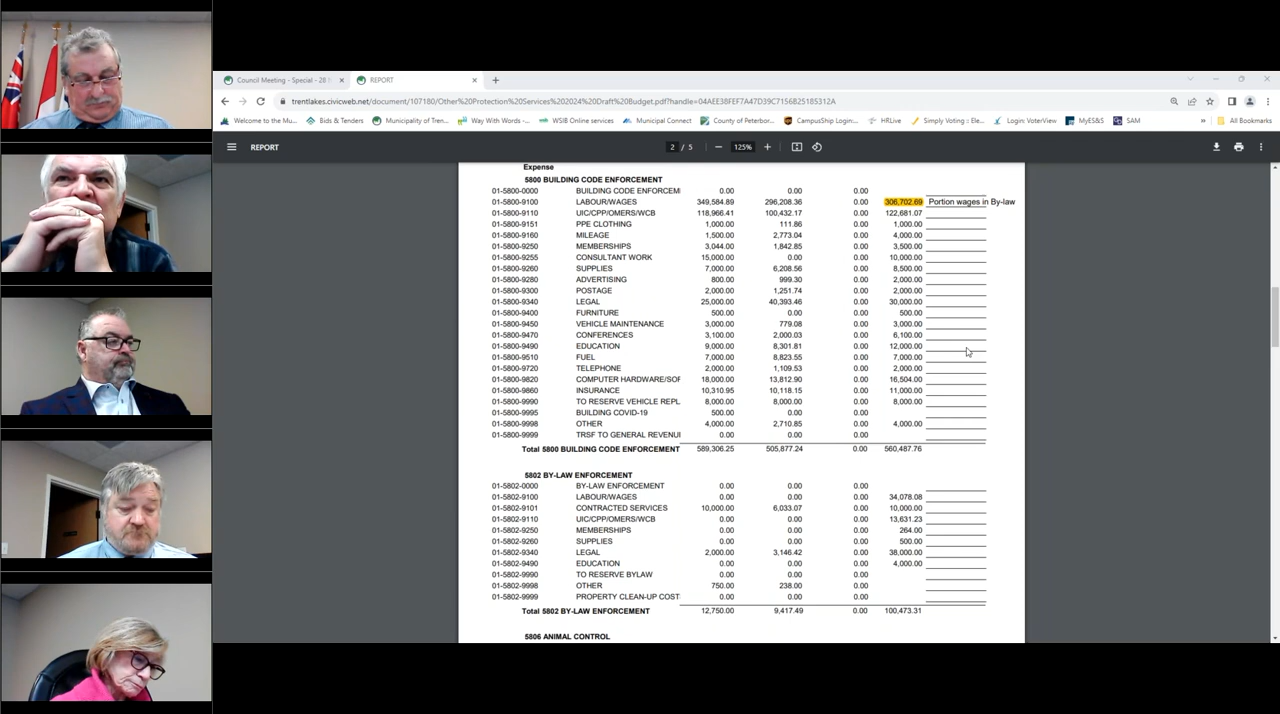 Council Meeting - Special - 28
REPORT
trentlakes.civicweb.net/document/107180/Other%20Protection%20Services%202024%20Draft%20Budget.pdf?handle=04AEE38FEF7A47D39C7156B25185312A
Welcome to the Mu... Bids & Tenders Municipality of Tren... Way With Words -... WSIB Online services Municipal Connect County of Peterbor... CampusShip Login:... HRLive Simply Voting :: Ele... Login: VoterView MyES&S SAM » All Bookmarks
REPORT 2 / 5 125%
Expense
5800 BUILDING CODE ENFORCEMENT
01-5800-0000 BUILDING CODE ENFORCEM 0.00 0.00 0.00
01-5800-9100 LABOUR/WAGES 349,584.89 296,208.36 0.00 306,702.69 Portion wages in By-law
01-5800-9110 UIC/CPP/OMERS/WCB 118,966.41 100,432.17 0.00 122,681.07
01-5800-9151 PPE CLOTHING 1,000.00 111.86 0.00 1,000.00
01-5800-9160 MILEAGE 1,500.00 2,773.04 0.00 4,000.00
01-5800-9250 MEMBERSHIPS 3,044.00 1,842.85 0.00 3,500.00
01-5800-9255 CONSULTANT WORK 15,000.00 0.00 0.00 10,000.00
01-5800-9260 SUPPLIES 7,000.00 6,208.56 0.00 8,500.00
01-5800-9280 ADVERTISING 800.00 999.30 0.00 2,000.00
01-5800-9300 POSTAGE 2,000.00 1,251.74 0.00 2,000.00
01-5800-9340 LEGAL 25,000.00 40,393.46 0.00 30,000.00
01-5800-9400 FURNITURE 500.00 0.00 0.00 500.00
01-5800-9450 VEHICLE MAINTENANCE 3,000.00 779.08 0.00 3,000.00
01-5800-9470 CONFERENCES 3,100.00 2,000.03 0.00 6,100.00
01-5800-9490 EDUCATION 9,000.00 8,301.81 0.00 12,000.00
01-5800-9510 FUEL 7,000.00 8,823.55 0.00 7,000.00
01-5800-9720 TELEPHONE 2,000.00 1,109.53 0.00 2,000.00
01-5800-9820 COMPUTER HARDWARE/SOF 18,000.00 13,812.90 0.00 16,504.00
01-5800-9860 INSURANCE 10,310.95 10,118.15 0.00 11,000.00
01-5800-9990 TO RESERVE VEHICLE REPL 8,000.00 8,000.00 0.00 8,000.00
01-5800-9995 BUILDING COVID-19 500.00 0.00 0.00
01-5800-9998 OTHER 4,000.00 2,710.85 0.00 4,000.00
01-5800-9999 TRSF TO GENERAL REVENU 0.00 0.00 0.00
Total 5800 BUILDING CODE ENFORCEMENT 589,306.25 505,877.24 0.00 560,487.76
5802 BY-LAW ENFORCEMENT
01-5802-0000 BY-LAW ENFORCEMENT 0.00 0.00 0.00
01-5802-9100 LABOUR/WAGES 0.00 0.00 0.00 34,078.08
01-5802-9101 CONTRACTED SERVICES 10,000.00 6,033.07 0.00 10,000.00
01-5802-9110 UIC/CPP/OMERS/WCB 0.00 0.00 0.00 13,631.23
01-5802-9250 MEMBERSHIPS 0.00 0.00 0.00 264.00
01-5802-9260 SUPPLIES 0.00 0.00 0.00 500.00
01-5802-9340 LEGAL 2,000.00 3,146.42 0.00 38,000.00
01-5802-9490 EDUCATION 0.00 0.00 0.00 4,000.00
01-5802-9990 TO RESERVE BYLAW 0.00 0.00 0.00
01-5802-9998 OTHER 750.00 238.00 0.00
01-5802-9999 PROPERTY CLEAN-UP COST 0.00 0.00 0.00
Total 5802 BY-LAW ENFORCEMENT 12,750.00 9,417.49 0.00 100,473.31
5806 ANIMAL CONTROL